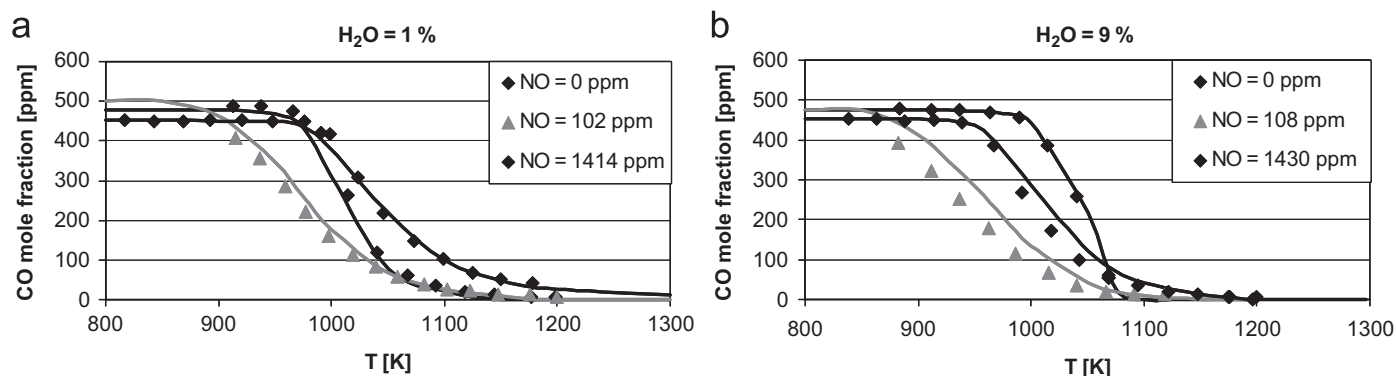 a
H₂O = 1 %
CO mole fraction [ppm]
600
500
400
300
200
100
0
NO = 0 ppm
NO = 102 ppm
NO = 1414 ppm
800 900 1000 1100 1200 1300
T [K]
b
H₂O = 9 %
CO mole fraction [ppm]
600
500
400
300
200
100
0
NO = 0 ppm
NO = 108 ppm
NO = 1430 ppm
800 900 1000 1100 1200 1300
T [K]